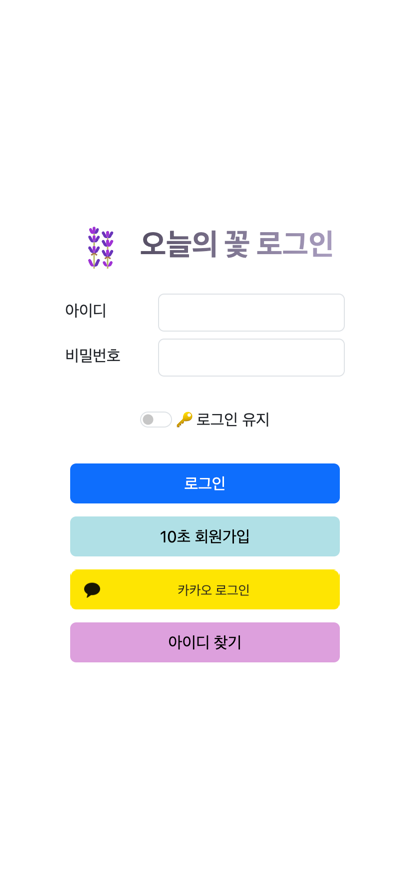 오늘의 꽃 로그인
아이디
비밀번호
🔑 로그인 유지
로그인
10초 회원가입
카카오 로그인
아이디 찾기